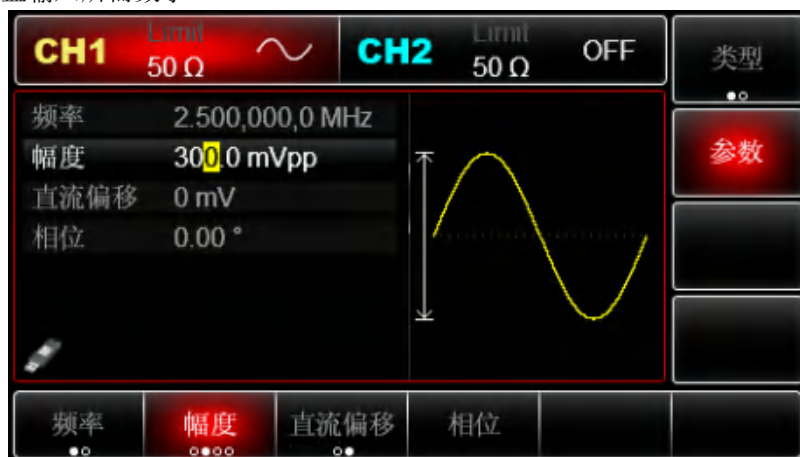 CH1 Limit 50 Ω
CH2 Limit 50 Ω OFF
类型
频率 2.500,000,0 MHz
幅度 300.0 mVpp
直流偏移 0 mV
相位 0.00 °
参数
频率 幅度 直流偏移 相位